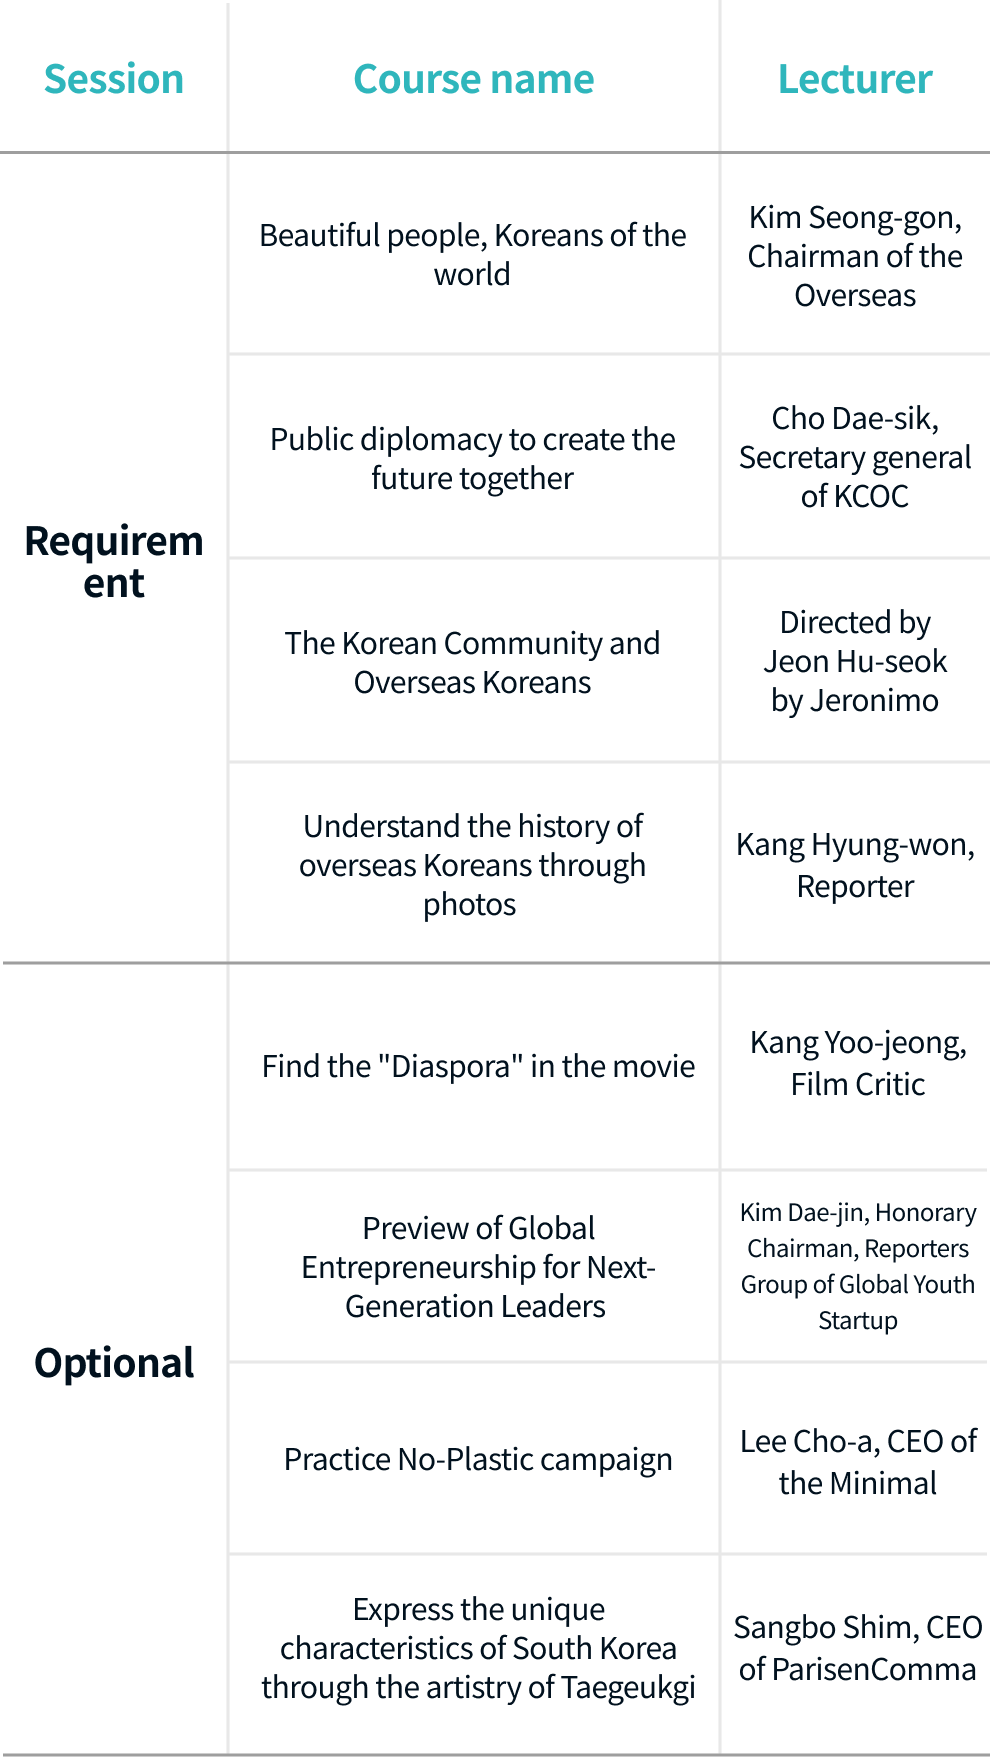 Session
Course name
Lecturer
Requirem
ent
Beautiful people, Koreans of the
world
Kim Seong-gon,
Chairman of the
Overseas
Public diplomacy to create the
future together
Cho Dae-sik,
Secretary general
of KCOC
The Korean Community and
Overseas Koreans
Directed by
Jeon Hu-seok
by Jeronimo
Understand the history of
overseas Koreans through
photos
Kang Hyung-won,
Reporter
Optional
Find the "Diaspora" in the movie
Kang Yoo-jeong,
Film Critic
Preview of Global
Entrepreneurship for Next-
Generation Leaders
Kim Dae-jin, Honorary
Chairman, Reporters
Group of Global Youth
Startup
Practice No-Plastic campaign
Lee Cho-a, CEO of
the Minimal
Express the unique
characteristics of South Korea
through the artistry of Taegeukgi
Sangbo Shim, CEO
of ParisenComma